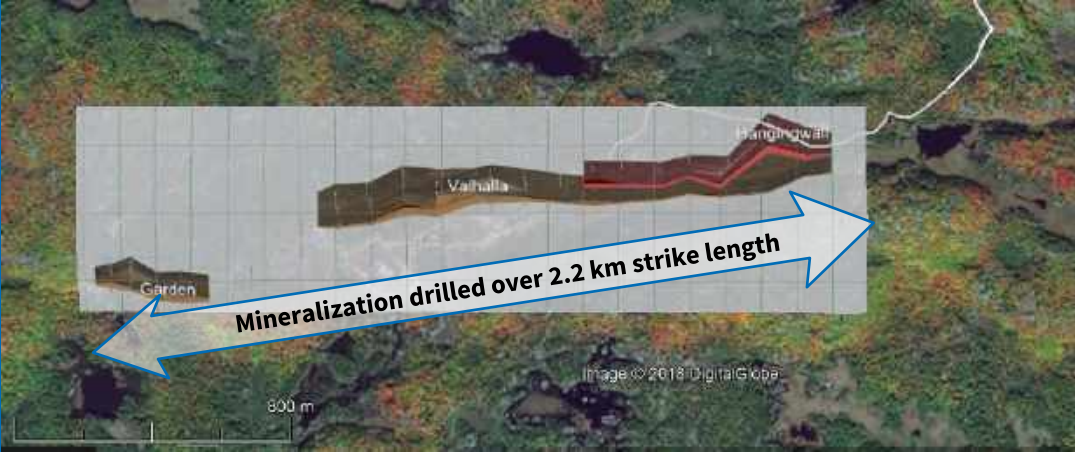 Hangingwall
Valhalla
Garden
Mineralization drilled over 2.2 km strike length
Image © 2018 DigitalGlobe
800 m